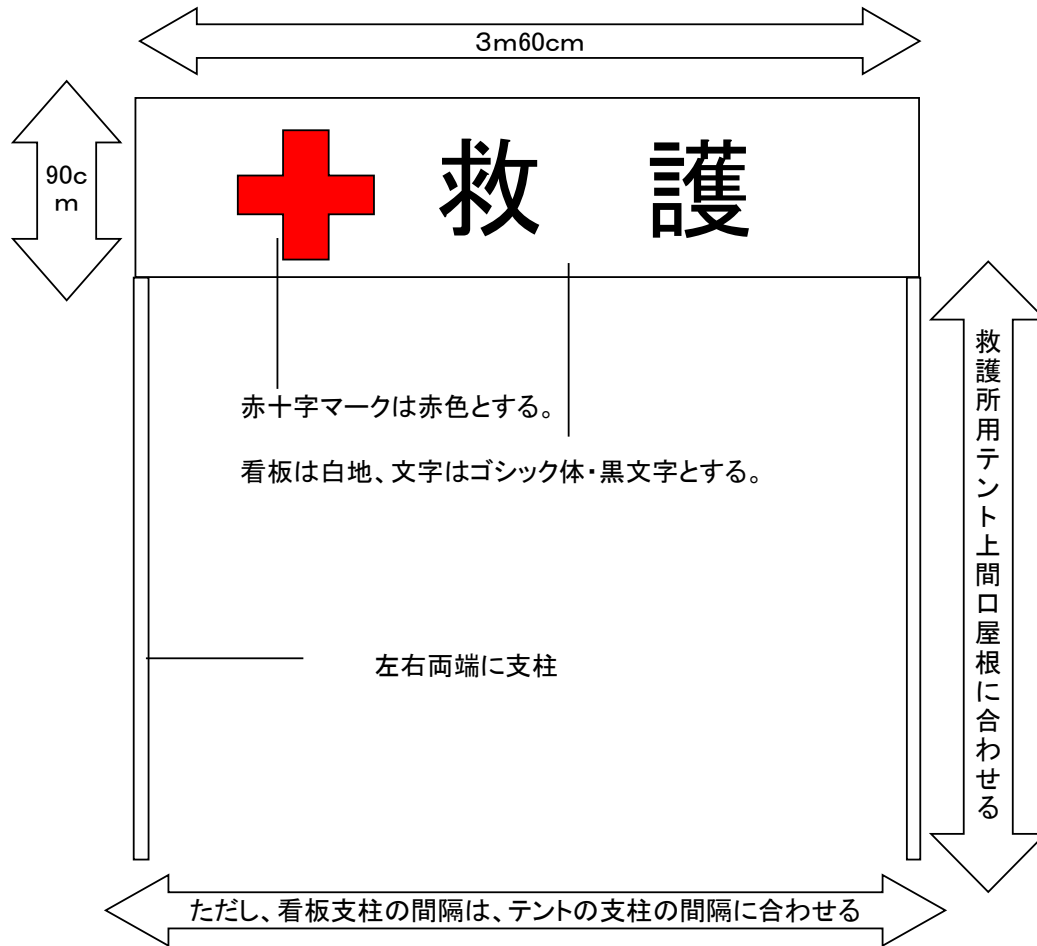 3m60cm
90c
m
救　護
赤十字マークは赤色とする。
看板は白地、文字はゴシック体・黒文字とする。
救護所用テント上間口屋根に合わせる
左右両端に支柱
ただし、看板支柱の間隔は、テントの支柱の間隔に合わせる